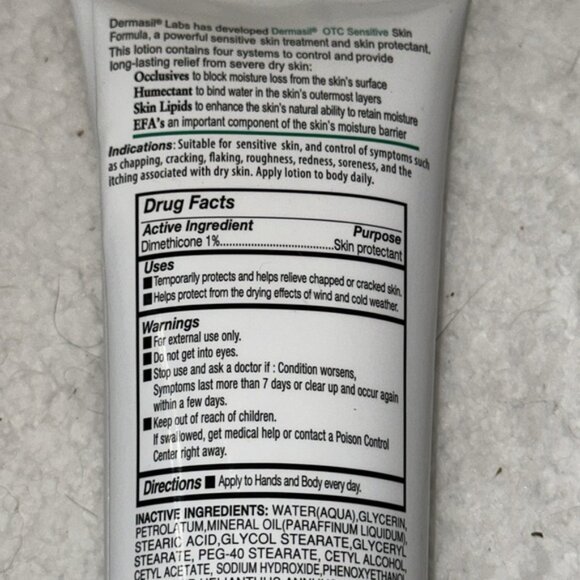 Dermasil® Labs has developed Dermasil® OTC Sensitive Skin
Formula, a powerful sensitive skin treatment and skin protectant.
This lotion contains four systems to control and provide
long-lasting relief from severe dry skin:
Occlusives to block moisture loss from the skin's surface
Humectant to bind water in the skin's outermost layers
Skin Lipids to enhance the skin's natural ability to retain moisture
EFA's an important component of the skin's moisture barrier
Indications: Suitable for sensitive skin, and control of symptoms such
as chapping, cracking, flaking, roughness, redness, soreness, and the
itching associated with dry skin. Apply lotion to body daily.
Drug Facts
Active Ingredient Purpose
Dimethicone 1%..............................Skin protectant
Uses
■ Temporarily protects and helps relieve chapped or cracked skin.
■ Helps protect from the drying effects of wind and cold weather.
Warnings
■ For external use only.
■ Do not get into eyes.
■ Stop use and ask a doctor if : Condition worsens,
Symptoms last more than 7 days or clear up and occur again
within a few days.
■ Keep out of reach of children.
If swallowed, get medical help or contact a Poison Control
Center right away.
Directions ■ Apply to Hands and Body every day.
INACTIVE INGREDIENTS: WATER(AQUA),GLYCERIN,
PETROLATUM,MINERAL OIL(PARAFFINUM LIQUIDUM),
STEARIC ACID,GLYCOL STEARATE,GLYCERYL
STEARATE, PEG-40 STEARATE, CETYL ALCOHOL,
CETYL ACETATE, SODIUM HYDROXIDE,PHENOXYETHANOL,